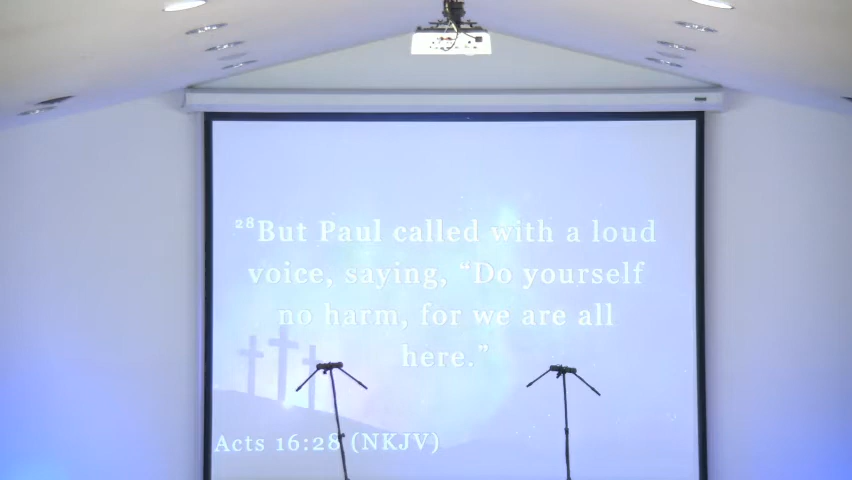 ²⁸But Paul called with a loud
voice, saying, “Do yourself
no harm, for we are all
here.”
Acts 16:28 (NKJV)